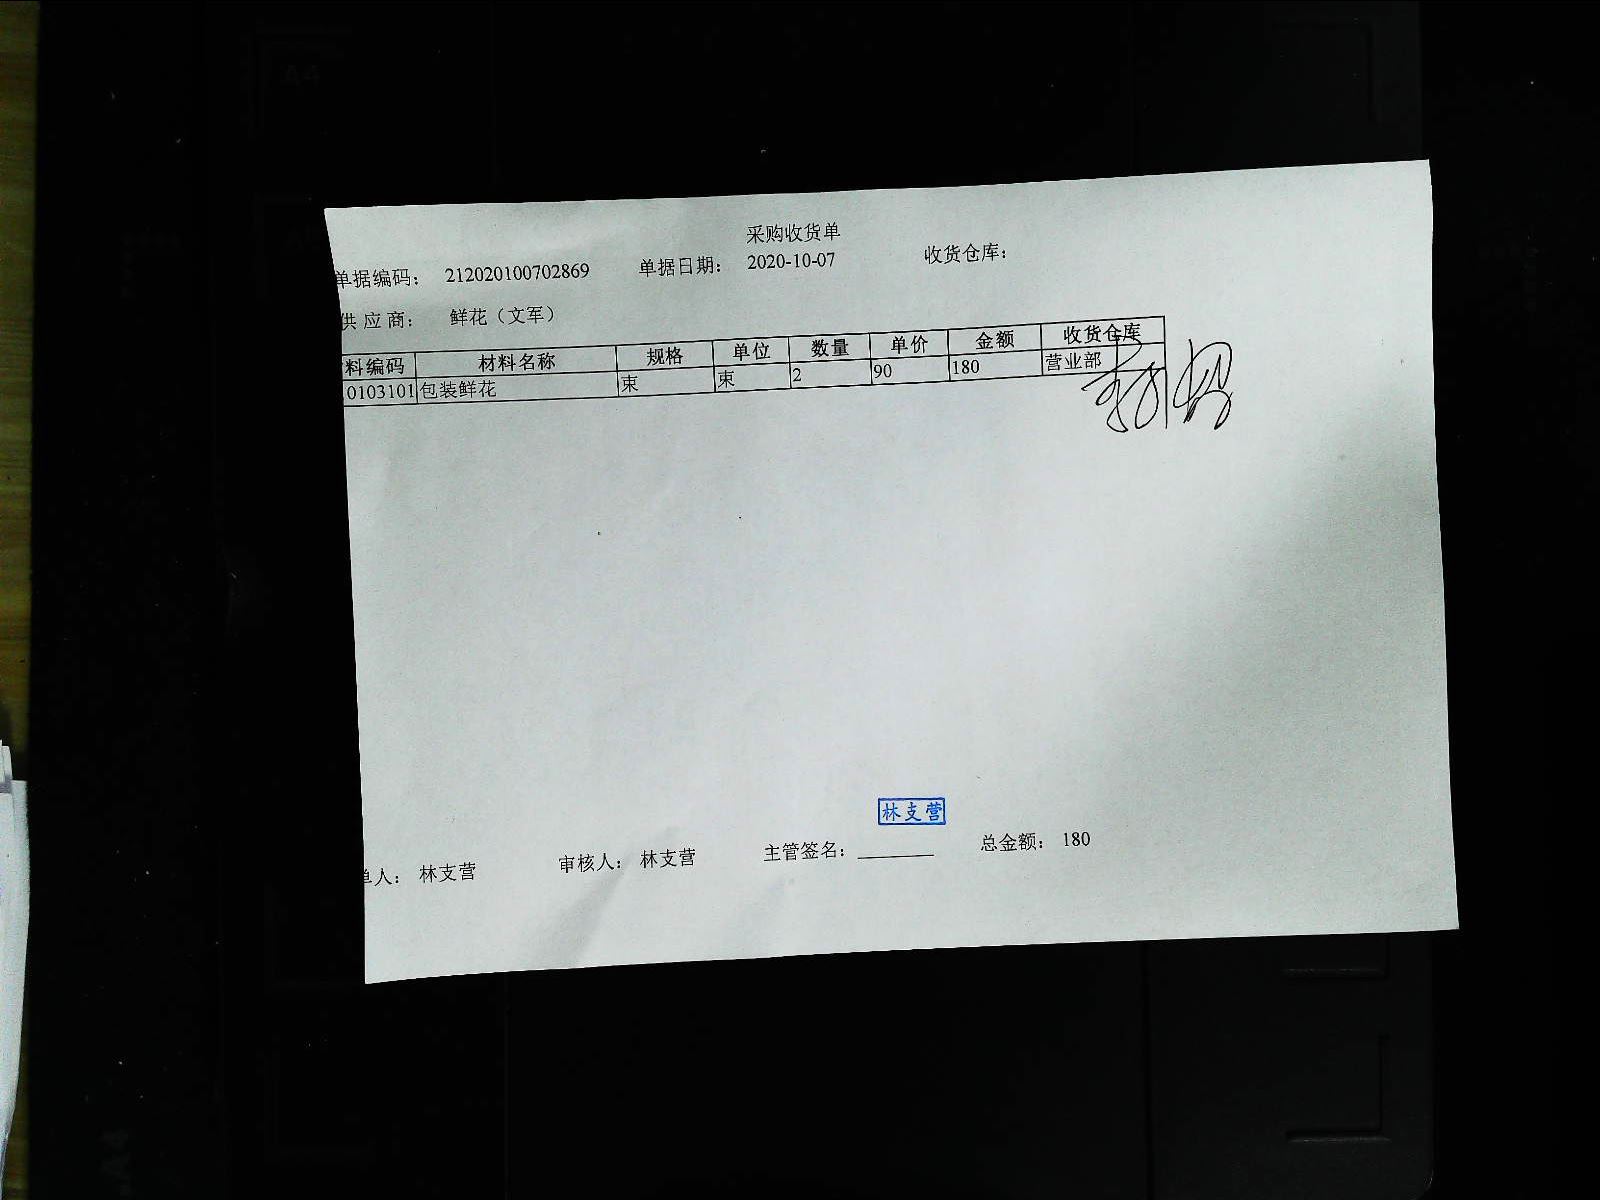 采购收货单
单据编码： 212020100702869 单据日期： 2020-10-07 收货仓库：
供应商： 鲜花（文军）
料编码 材料名称 规格 单位 数量 单价 金额 收货仓库
0103101 包装鲜花 束 束 2 90 180 营业部
林支营
单人： 林支营 审核人： 林支营 主管签名： 总金额： 180